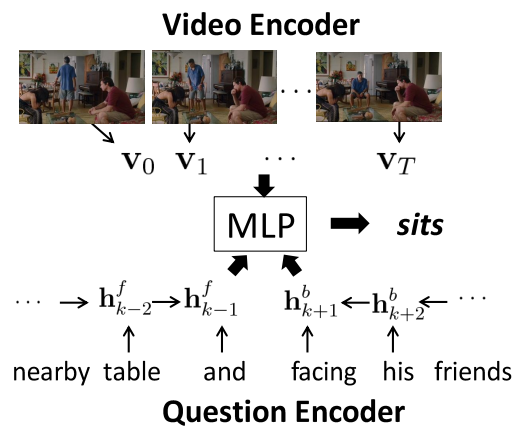 Video Encoder
...
v₀ v₁ ... v_T
MLP sits
... h^f_{k−2} h^f_{k−1} h^b_{k+1} h^b_{k+2} ...
nearby table and facing his friends
Question Encoder